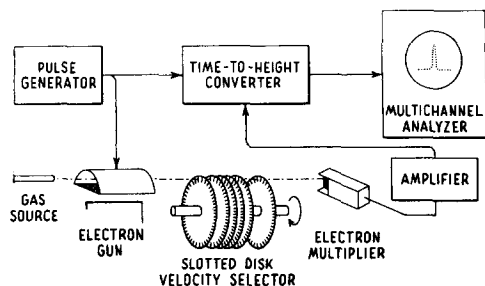 PULSE
GENERATOR
TIME-TO-HEIGHT
CONVERTER
MULTICHANNEL
ANALYZER
AMPLIFIER
GAS
SOURCE
ELECTRON
GUN
SLOTTED DISK
VELOCITY SELECTOR
ELECTRON
MULTIPLIER